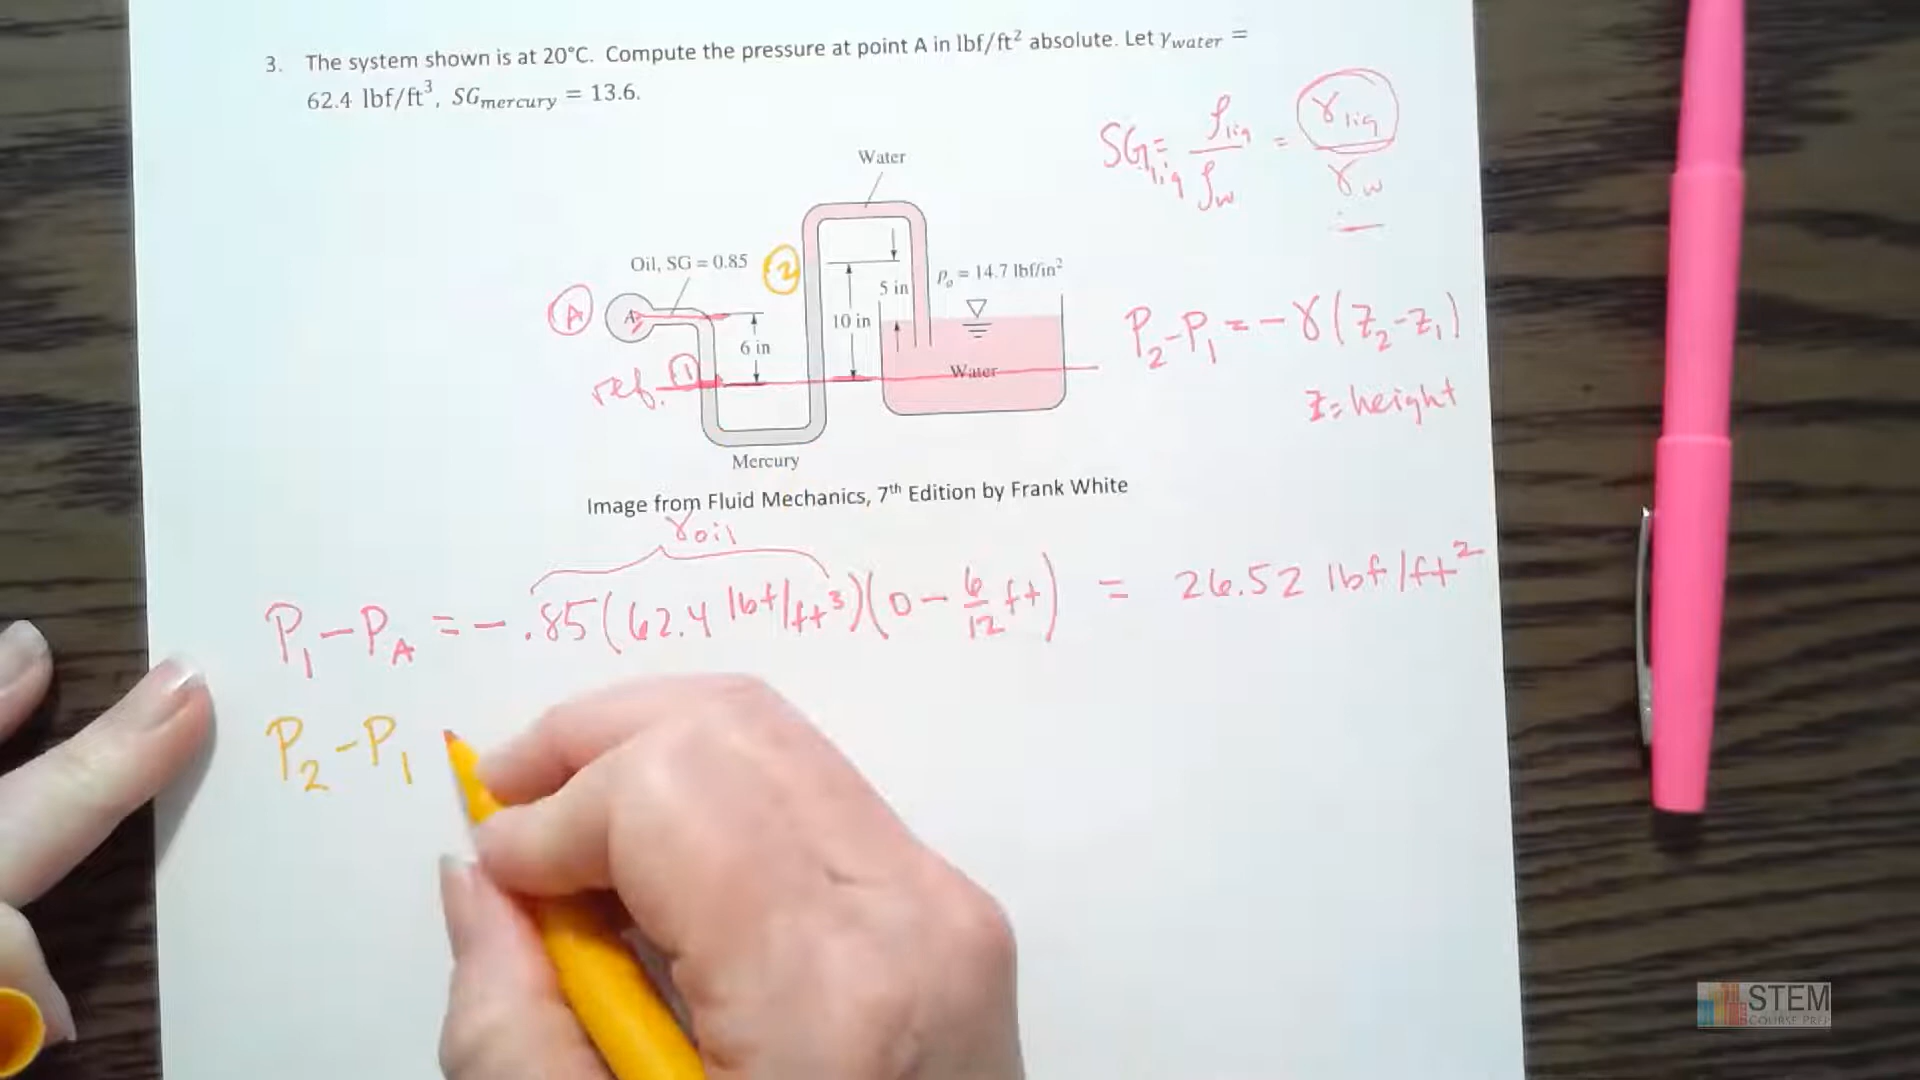 3. The system shown is at 20°C. Compute the pressure at point A in lbf/ft² absolute. Let γwater =
62.4 lbf/ft³, SGmercury = 13.6.
SGliq = ρliq/ρw = γliq/γw
Water
Oil, SG = 0.85
2
A
A
Po = 14.7 lbf/in²
5 in
10 in
6 in
P2-P1 = -γ(z2-z1)
ref.
1
Water
z = height
Mercury
Image from Fluid Mechanics, 7th Edition by Frank White
γoil
P1-PA = -.85(62.4 lbf/ft³)(0-6/12 ft) = 26.52 lbf/ft²
P2-P1
STEM
COURSE PREP